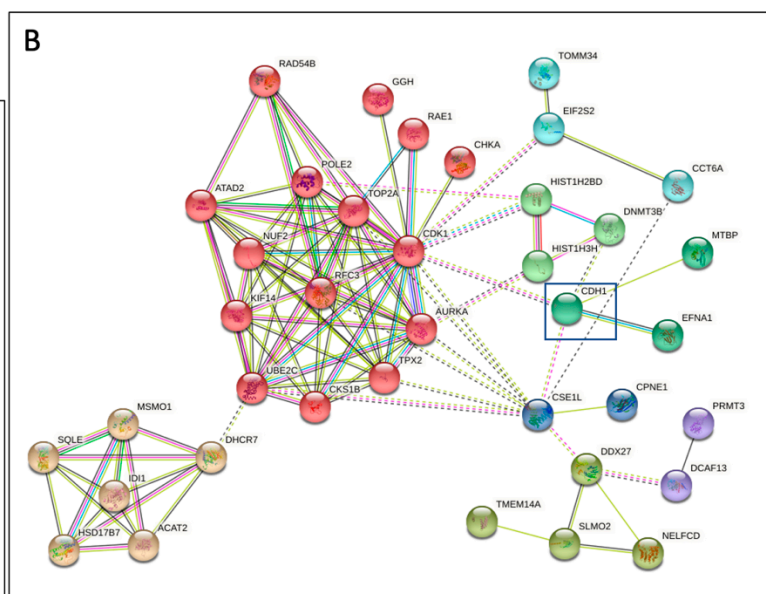 B
RAD54B
GGH
TOMM34
RAE1
EIF2S2
CHKA
POLE2
CCT6A
ATAD2
TOP2A
HIST1H2BD
DNMT3B
NUF2
CDK1
MTBP
HIST1H3H
RFC3
CDH1
KIF14
AURKA
EFNA1
UBE2C
TPX2
CKS1B
CSE1L
CPNE1
MSMO1
PRMT3
SQLE
DHCR7
DDX27
IDI1
DCAF13
TMEM14A
HSD17B7
ACAT2
SLMO2
NELFCD